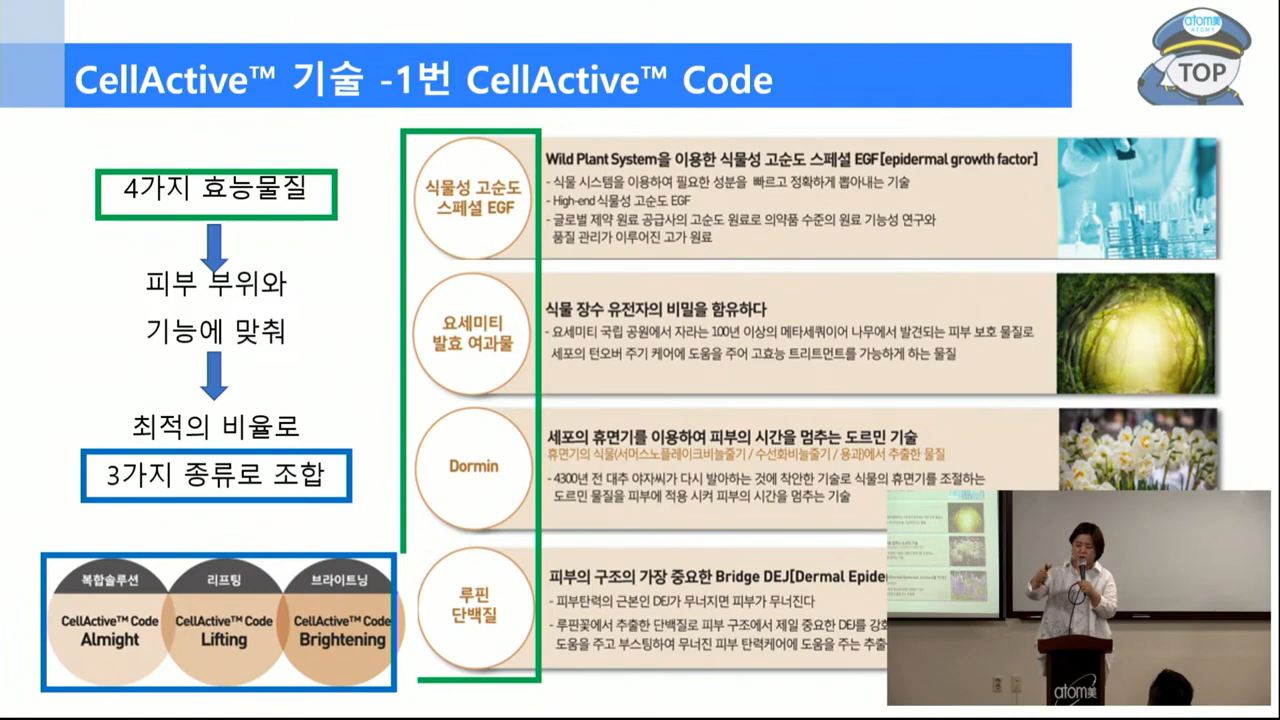 CellActive™ 기술 -1번 CellActive™ Code
atom美
ATOMY
TOP
4가지 효능물질
피부 부위와
기능에 맞춰
최적의 비율로
3가지 종류로 조합
복합솔루션
CellActive™ Code
Almight
리프팅
CellActive™ Code
Lifting
브라이트닝
CellActive™ Code
Brightening
식물성 고순도
스페셜 EGF
Wild Plant System을 이용한 식물성 고순도 스페셜 EGF[epidermal growth factor]
- 식물 시스템을 이용하여 필요한 성분을 빠르고 정확하게 뽑아내는 기술
- High-end 식물성 고순도 EGF
- 글로벌 제약 원료 공급사의 고순도 원료로 의약품 수준의 원료 기능성 연구와
품질 관리가 이루어진 고가 원료
요세미티
발효 여과물
식물 장수 유전자의 비밀을 함유하다
- 요세미티 국립 공원에서 자라는 100년 이상의 메타세쿼이어 나무에서 발견되는 피부 보호 물질로
세포의 턴오버 주기 케어에 도움을 주어 고효능 트리트먼트를 가능하게 하는 물질
Dormin
세포의 휴면기를 이용하여 피부의 시간을 멈추는 도르민 기술
휴면기의 식물(서머스노플레이크비늘줄기 / 수선화비늘줄기 / 용과)에서 추출한 물질
- 4300년 전 대추 야자씨가 다시 발아하는 것에 착안한 기술로 식물의 휴면기를 조절하는
도르민 물질을 피부에 적용 시켜 피부의 시간을 멈추는 기술
루핀
단백질
피부의 구조의 가장 중요한 Bridge DEJ[Dermal Epide
- 피부탄력의 근본인 DEJ가 무너지면 피부가 무너진다
- 루핀꽃에서 추출한 단백질로 피부 구조에서 제일 중요한 DEJ를 강화
도움을 주고 부스팅하여 무너진 피부 탄력케어에 도움을 주는 추출
atom美